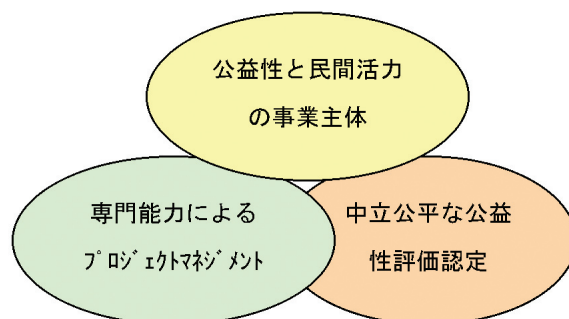 公益性と民間活力
の事業主体
専門能力による
ﾌﾟﾛｼﾞｪｸﾄﾏﾈｼﾞﾒﾝﾄ
中立公平な公益
性評価認定